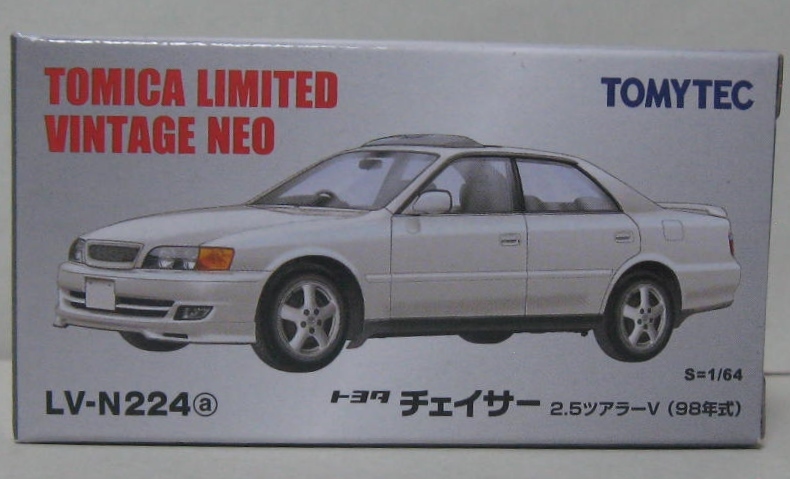 TOMICA LIMITED
VINTAGE NEO
TOMYTEC
S=1/64
LV-N224ⓐ
トヨタ チェイサー 2.5ツアラーV（98年式）